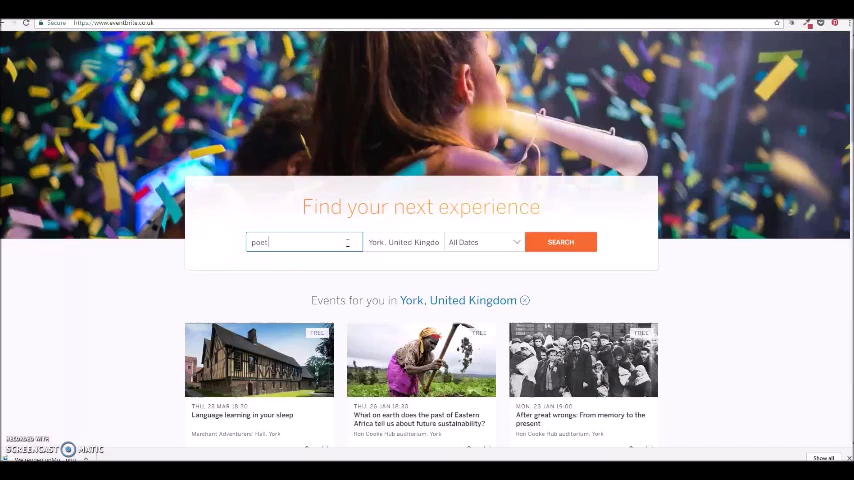 Secure https://www.eventbrite.co.uk
Find your next experience
poet
York, United Kingdo
All Dates
SEARCH
Events for you in York, United Kingdom
FREE
FREE
FREE
THU, 23 MAR 18:30
Language learning in your sleep
Merchant Adventurers' Hall, York
THU, 26 JAN 18:30
What on earth does the past of Eastern
Africa tell us about future sustainability?
Ron Cooke Hub auditorium, York
MON, 23 JAN 19:00
After great wrongs: From memory to the
present
Ron Cooke Hub auditorium, York
RECORDED WITH
SCREENCAST MATIC
Show all